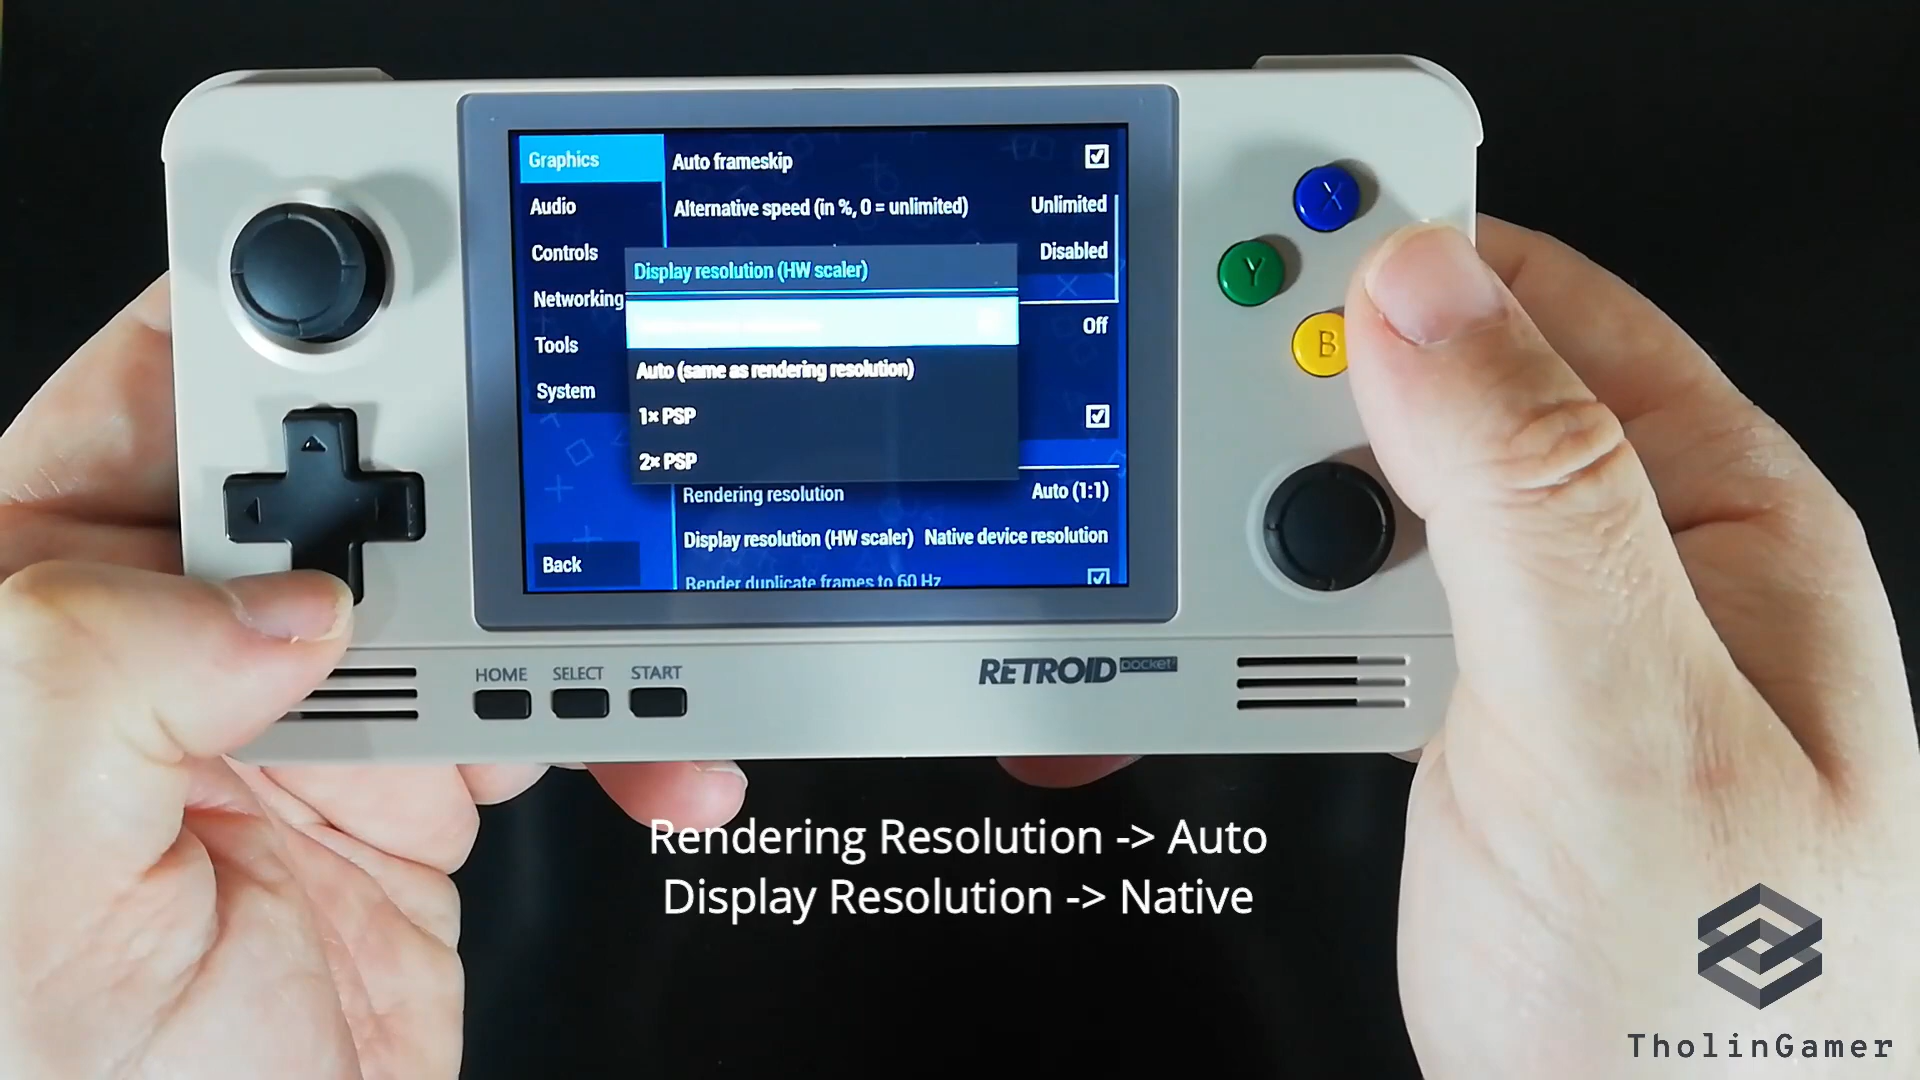 Graphics
Audio
Controls
Networking
Tools
System
Back
Auto frameskip
Alternative speed (in %, 0 = unlimited) Unlimited
Disabled
Display resolution (HW scaler)
Off
Auto (same as rendering resolution)
1× PSP
2× PSP
Rendering resolution Auto (1:1)
Display resolution (HW scaler) Native device resolution
Render duplicate frames to 60 Hz
X
Y
B
HOME SELECT START
RETROID pocket
Rendering Resolution -> Auto
Display Resolution -> Native
TholinGamer